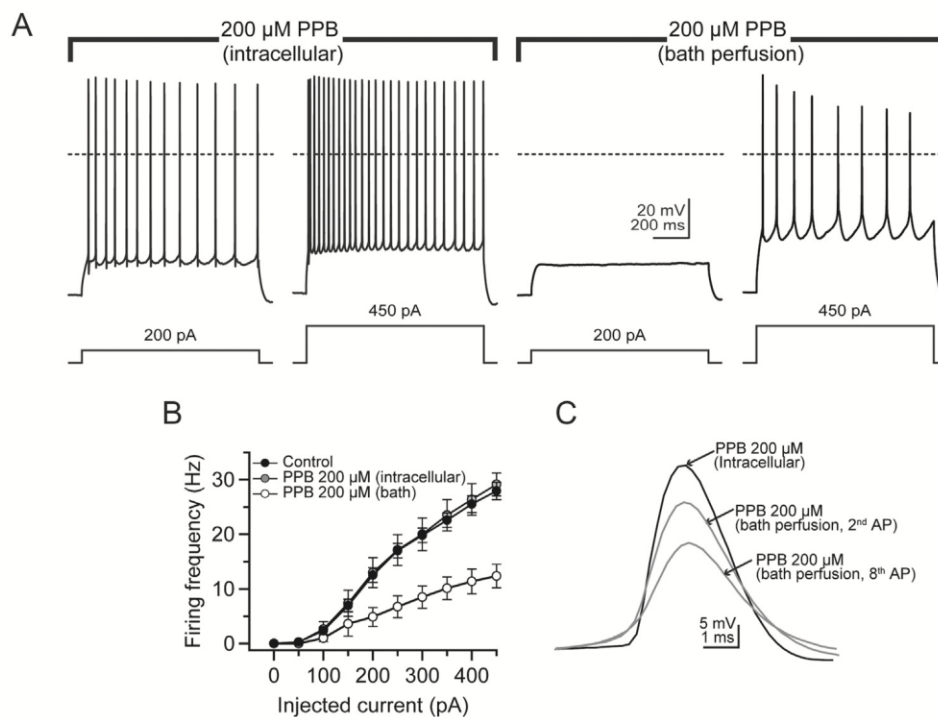 A
200 µM PPB
(intracellular)
200 µM PPB
(bath perfusion)
20 mV
200 ms
200 pA
450 pA
200 pA
450 pA
B
Firing frequency (Hz)
30
20
10
0
Control
PPB 200 µM (intracellular)
PPB 200 µM (bath)
0
100
200
300
400
Injected current (pA)
C
PPB 200 µM
(Intracellular)
PPB 200 µM
(bath perfusion, 2nd AP)
PPB 200 µM
(bath perfusion, 8th AP)
5 mV
1 ms